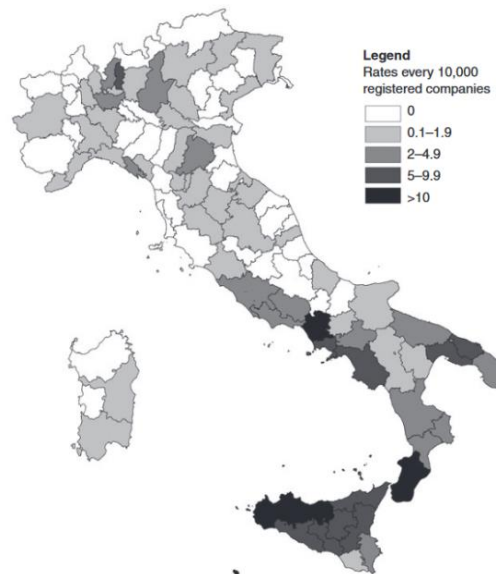 Legend
Rates every 10,000
registered companies
0
0.1–1.9
2–4.9
5–9.9
>10